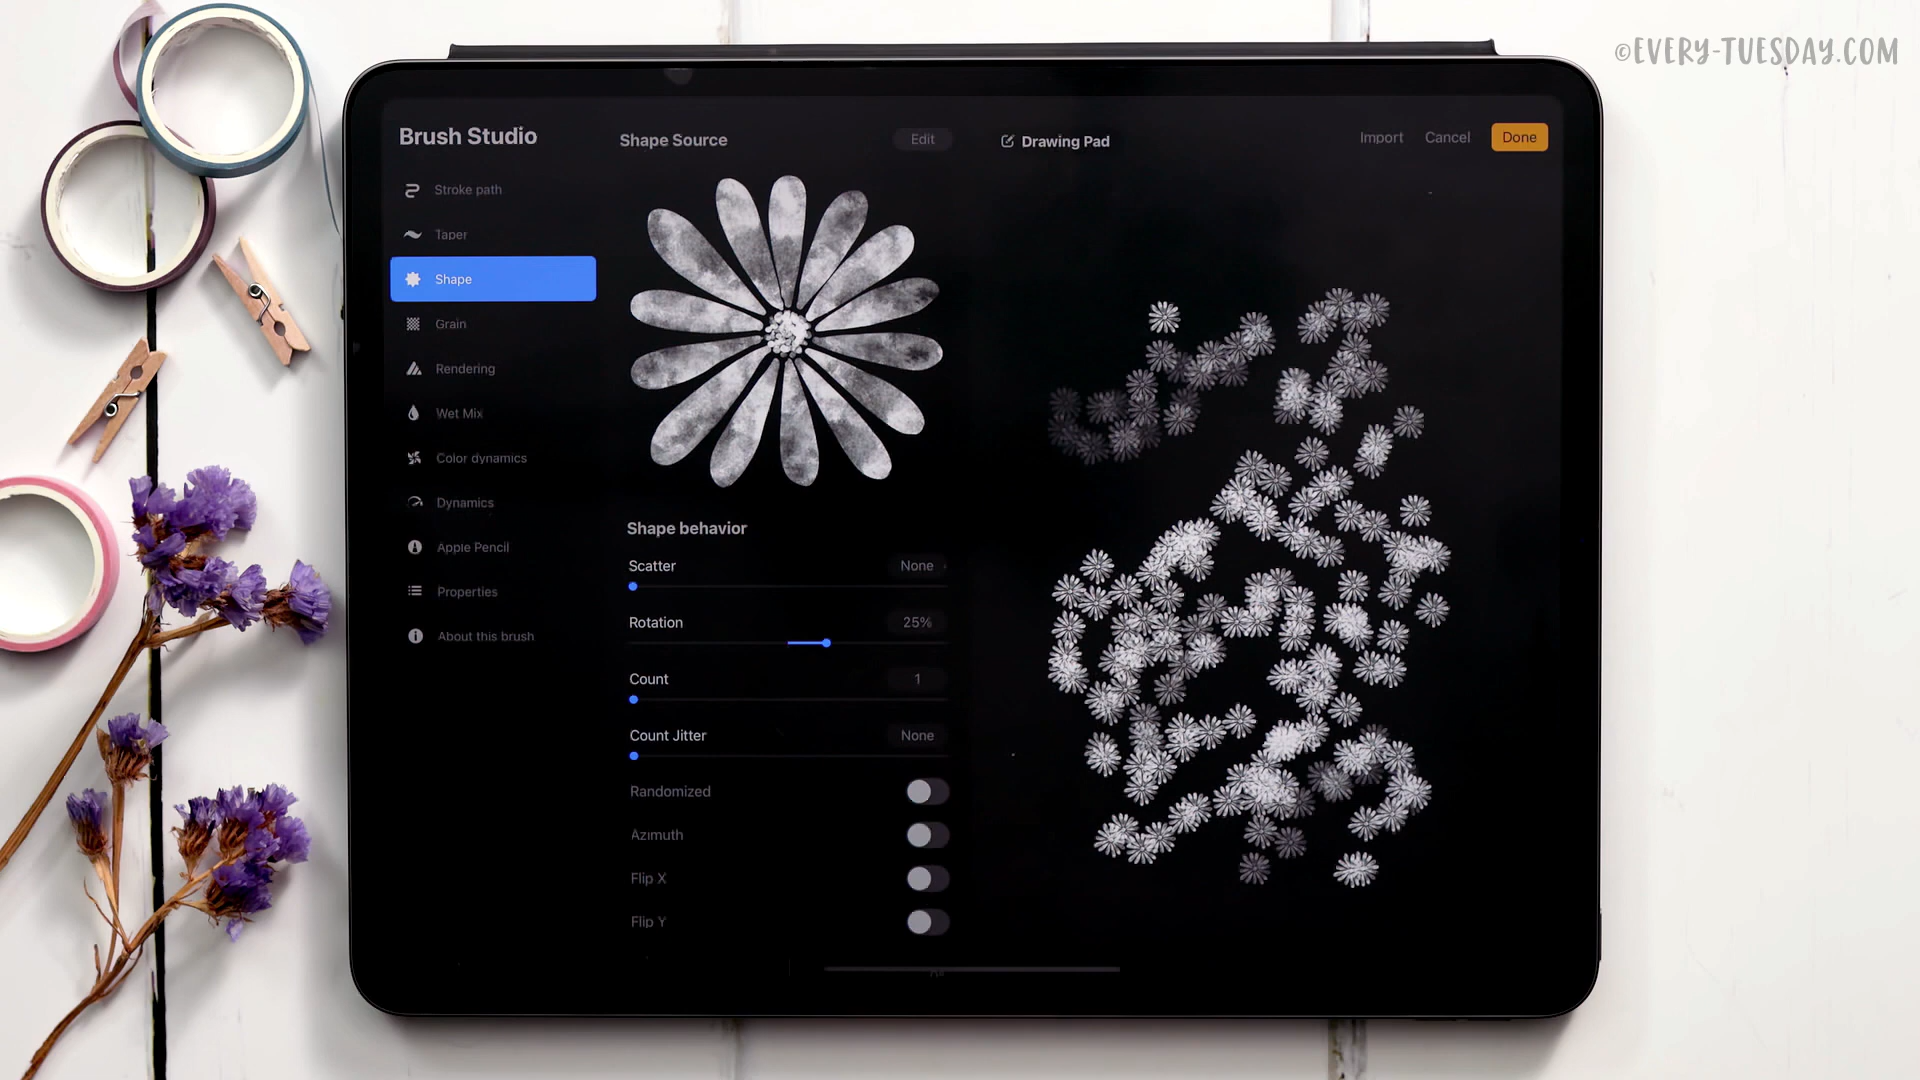 ©EVERY-TUESDAY.COM
Brush Studio
Shape Source
Edit
Drawing Pad
Import
Cancel
Done
Stroke path
Taper
Shape
Grain
Rendering
Wet Mix
Color dynamics
Dynamics
Apple Pencil
Properties
About this brush
Shape behavior
Scatter
None
Rotation
25%
Count
1
Count Jitter
None
Randomized
Azimuth
Flip X
Flip Y